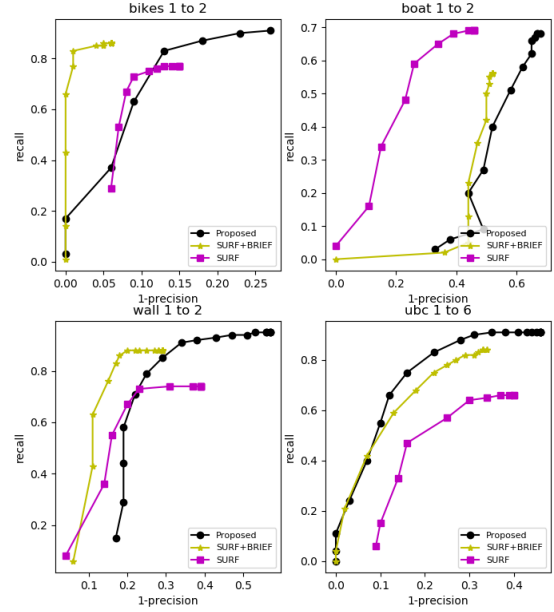 bikes 1 to 2
recall
0.8
0.6
0.4
0.2
0.0
0.00 0.05 0.10 0.15 0.20 0.25
1-precision
Proposed
SURF+BRIEF
SURF
boat 1 to 2
recall
0.7
0.6
0.5
0.4
0.3
0.2
0.1
0.0
0.0 0.2 0.4 0.6
1-precision
Proposed
SURF+BRIEF
SURF
wall 1 to 2
recall
0.8
0.6
0.4
0.2
0.1 0.2 0.3 0.4 0.5
1-precision
Proposed
SURF+BRIEF
SURF
ubc 1 to 6
recall
0.8
0.6
0.4
0.2
0.0
0.0 0.1 0.2 0.3 0.4
1-precision
Proposed
SURF+BRIEF
SURF